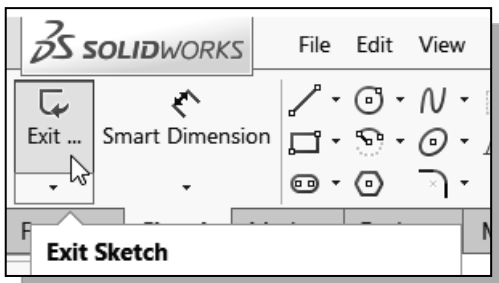 SOLIDWORKS File Edit View
Exit ... Smart Dimension
Exit Sketch